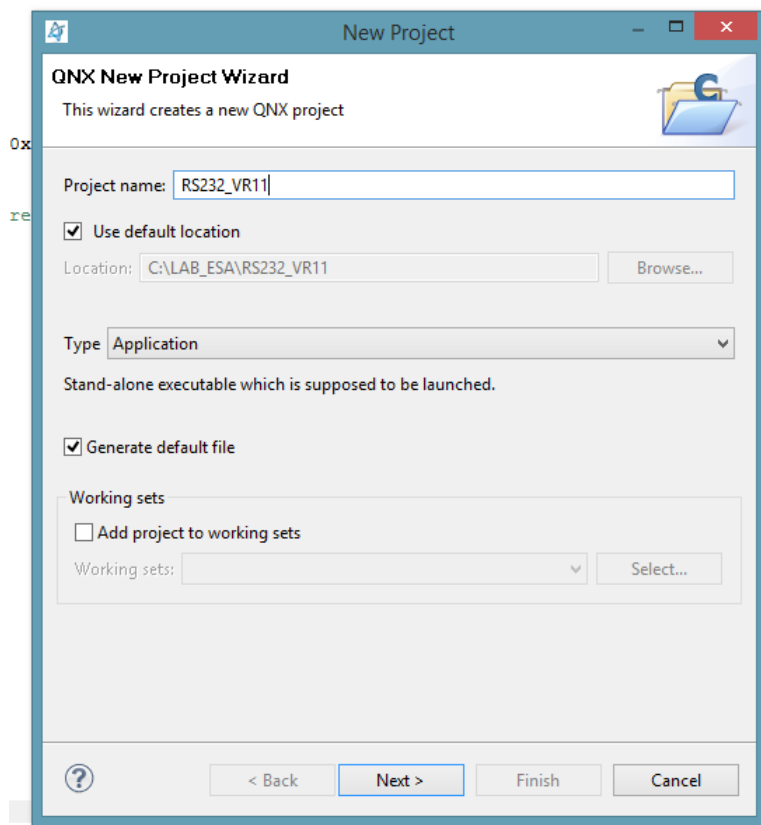 New Project
QNX New Project Wizard
This wizard creates a new QNX project
C
0x
Project name: RS232_VR11
re
Use default location
Location: C:\LAB_ESA\RS232_VR11 Browse...
Type Application
Stand-alone executable which is supposed to be launched.
Generate default file
Working sets
Add project to working sets
Working sets: Select...
? < Back Next > Finish Cancel